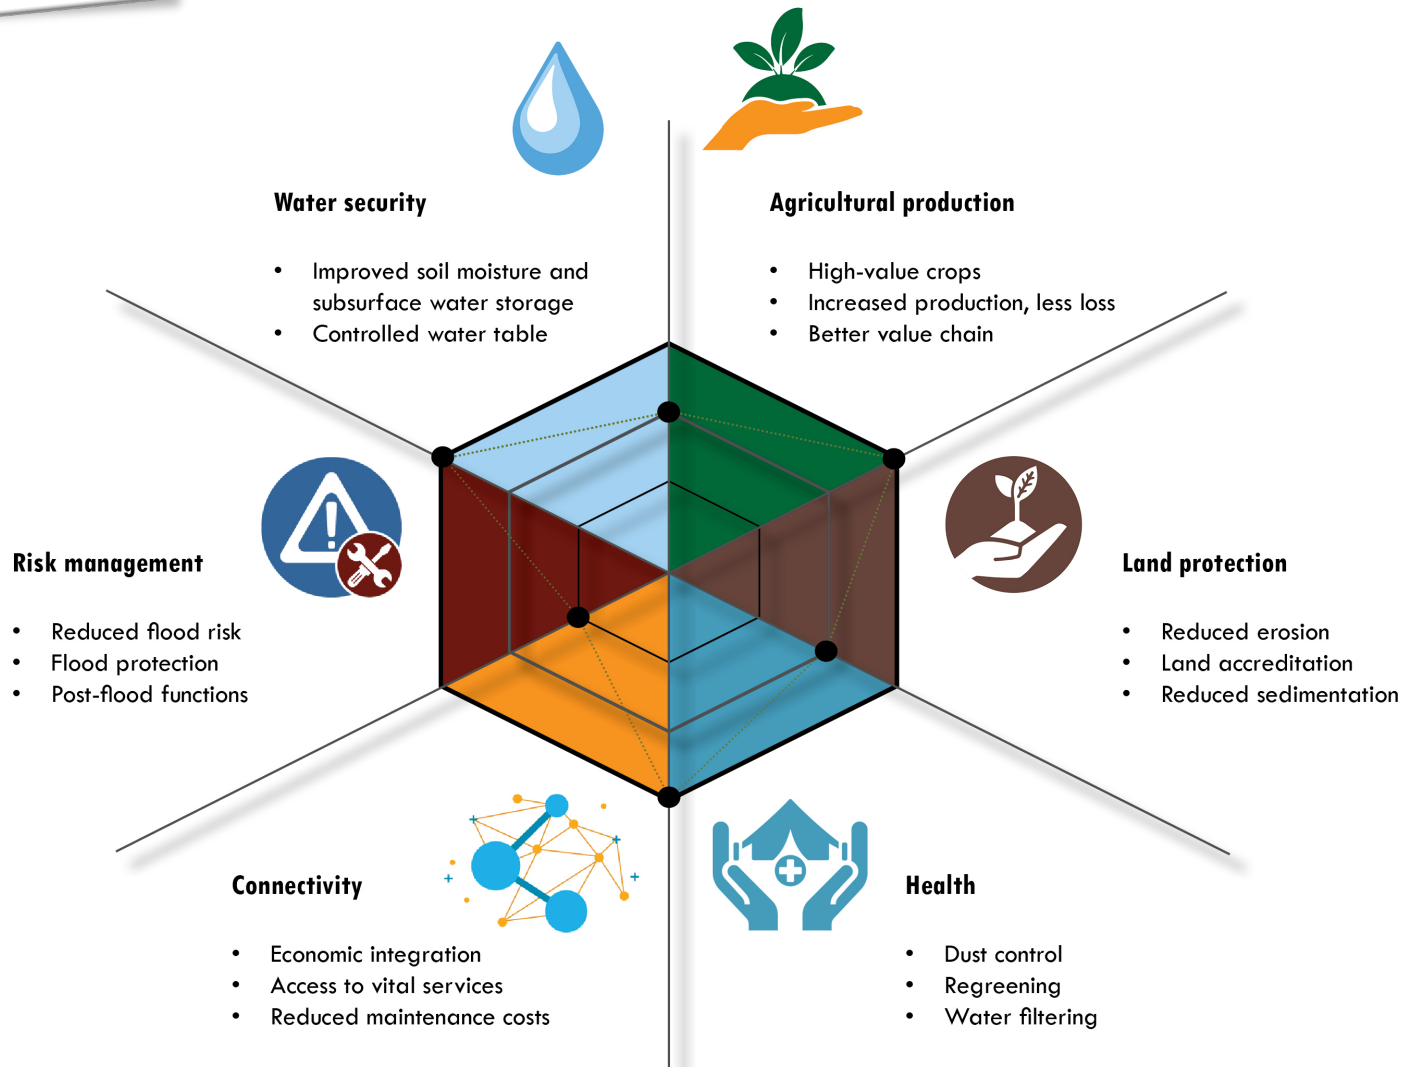 Water security
• Improved soil moisture and
subsurface water storage
• Controlled water table
Agricultural production
• High-value crops
• Increased production, less loss
• Better value chain
Risk management
• Reduced flood risk
• Flood protection
• Post-flood functions
Land protection
• Reduced erosion
• Land accreditation
• Reduced sedimentation
Connectivity
• Economic integration
• Access to vital services
• Reduced maintenance costs
Health
• Dust control
• Regreening
• Water filtering